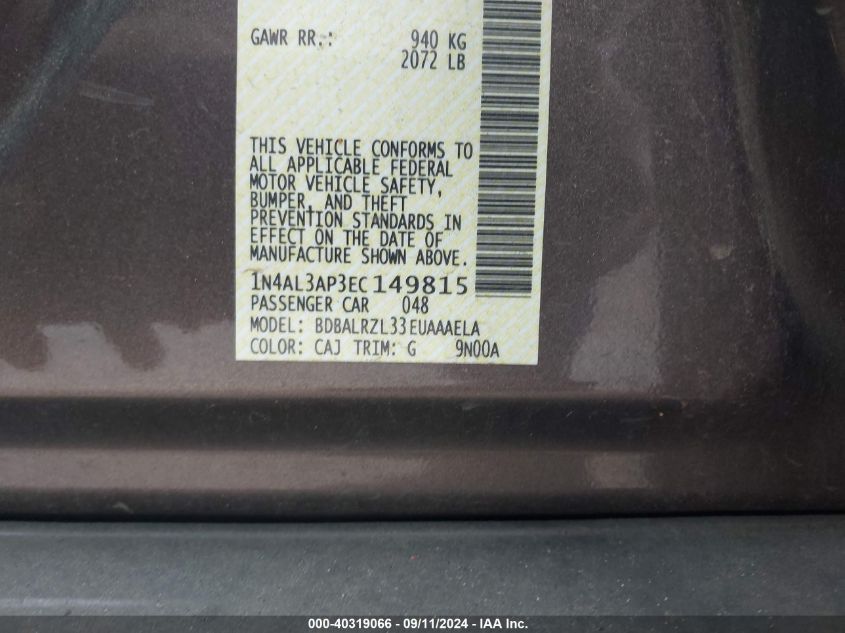 GAWR RR.: 940 KG
2072 LB
THIS VEHICLE CONFORMS TO
ALL APPLICABLE FEDERAL
MOTOR VEHICLE SAFETY,
BUMPER, AND THEFT
PREVENTION STANDARDS IN
EFFECT ON THE DATE OF
MANUFACTURE SHOWN ABOVE.
1N4AL3AP3EC149815
PASSENGER CAR 048
MODEL: BDBALRZL33EUAAAELA
COLOR: CAJ TRIM: G 9N00A
000-40319066 - 09/11/2024 - IAA Inc.